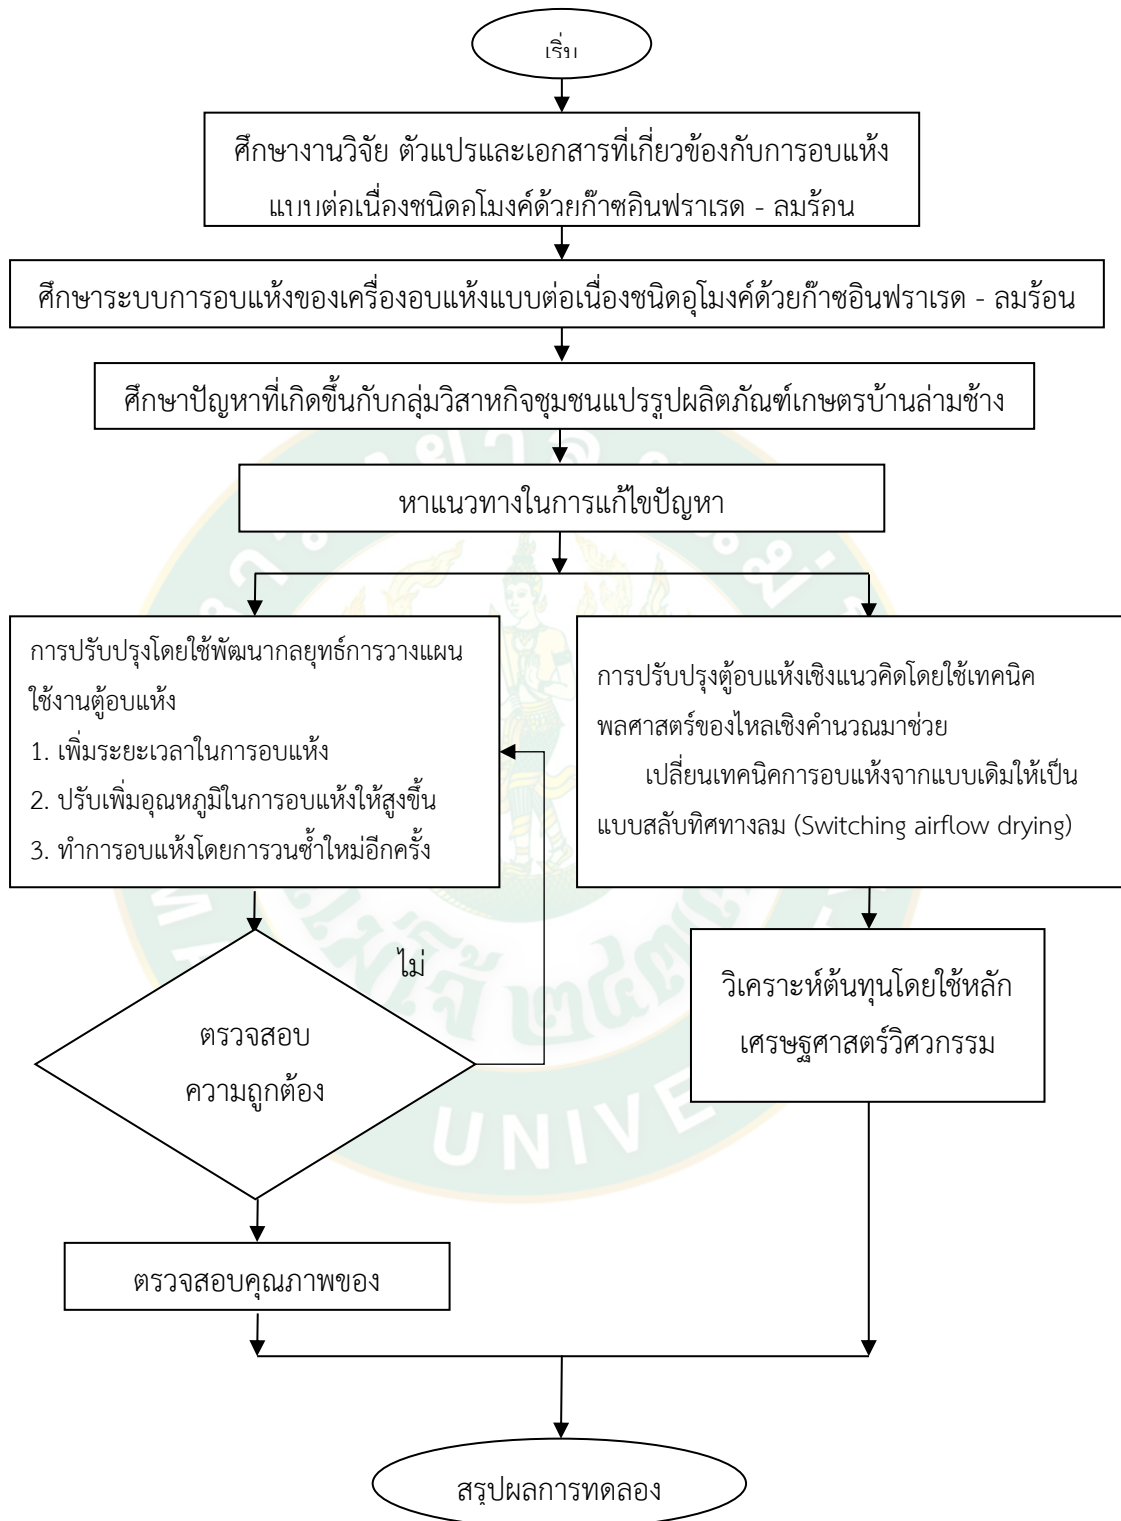 เริ่ม
ศึกษางานวิจัย ตัวแปรและเอกสารที่เกี่ยวข้องกับการอบแห้ง
แบบต่อเนื่องชนิดอุโมงค์ด้วยก๊าซอินฟราเรด - ลมร้อน
ศึกษาระบบการอบแห้งของเครื่องอบแห้งแบบต่อเนื่องชนิดอุโมงค์ด้วยก๊าซอินฟราเรด - ลมร้อน
ศึกษาปัญหาที่เกิดขึ้นกับกลุ่มวิสาหกิจชุมชนแปรรูปผลิตภัณฑ์เกษตรบ้านล่ามช้าง
หาแนวทางในการแก้ไขปัญหา
การปรับปรุงโดยใช้พัฒนากลยุทธ์การวางแผน
ใช้งานตู้อบแห้ง
1. เพิ่มระยะเวลาในการอบแห้ง
2. ปรับเพิ่มอุณหภูมิในการอบแห้งให้สูงขึ้น
3. ทำการอบแห้งโดยการวนซ้ำใหม่อีกครั้ง
การปรับปรุงตู้อบแห้งเชิงแนวคิดโดยใช้เทคนิค
พลศาสตร์ของไหลเชิงคำนวณมาช่วย
เปลี่ยนเทคนิคการอบแห้งจากแบบเดิมให้เป็น
แบบสลับทิศทางลม (Switching airflow drying)
ไม่
ตรวจสอบ
ความถูกต้อง
วิเคราะห์ต้นทุนโดยใช้หลัก
เศรษฐศาสตร์วิศวกรรม
ตรวจสอบคุณภาพของ
สรุปผลการทดลอง
แม่โจ้ ๒๔๗๗
UNIVE